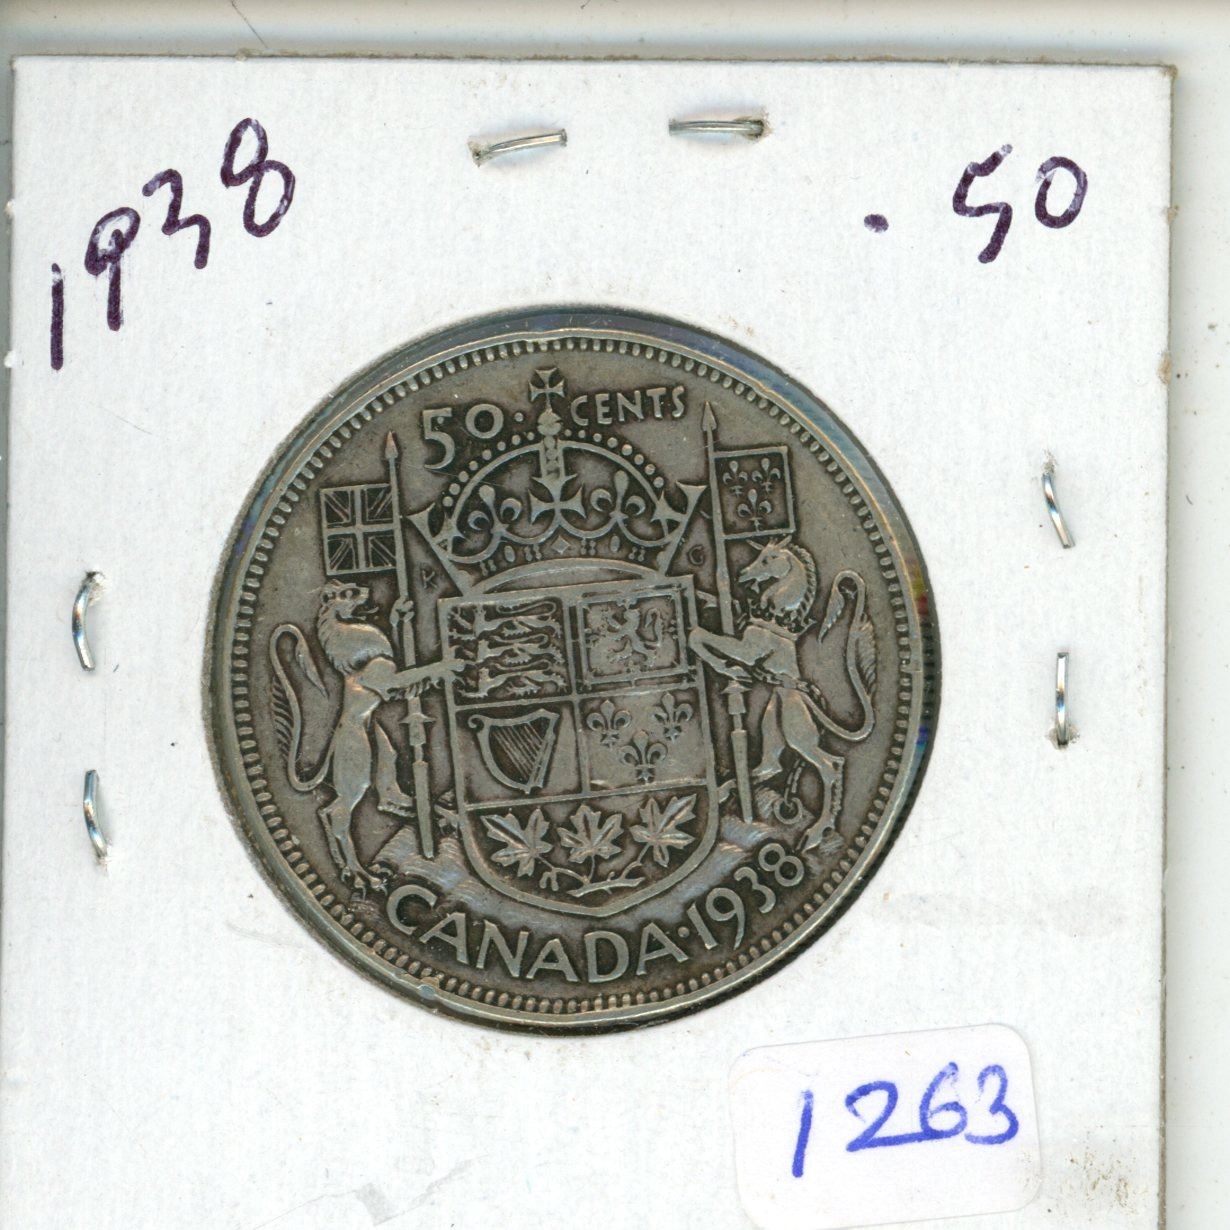 1938
. 50
50 · CENTS
K G
CANADA · 1938
1263